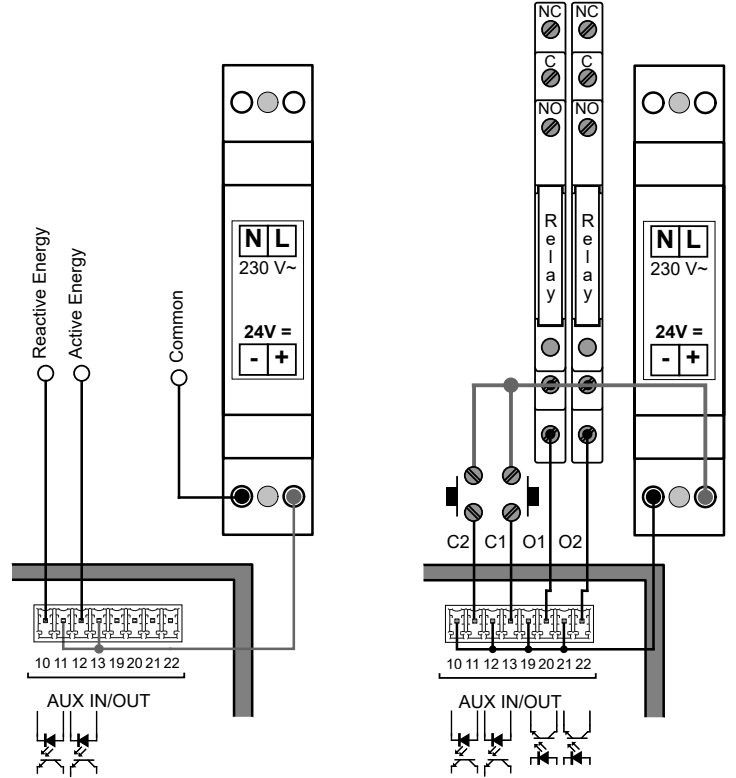 Reactive Energy
Active Energy
Common
N L
230 V~
24V =
- +
10 11 12 13 19 20 21 22
AUX IN/OUT
NC NC
C C
NO NO
Relay
Relay
N L
230 V~
24V =
- +
C2 C1 O1 O2
10 11 12 13 19 20 21 22
AUX IN/OUT